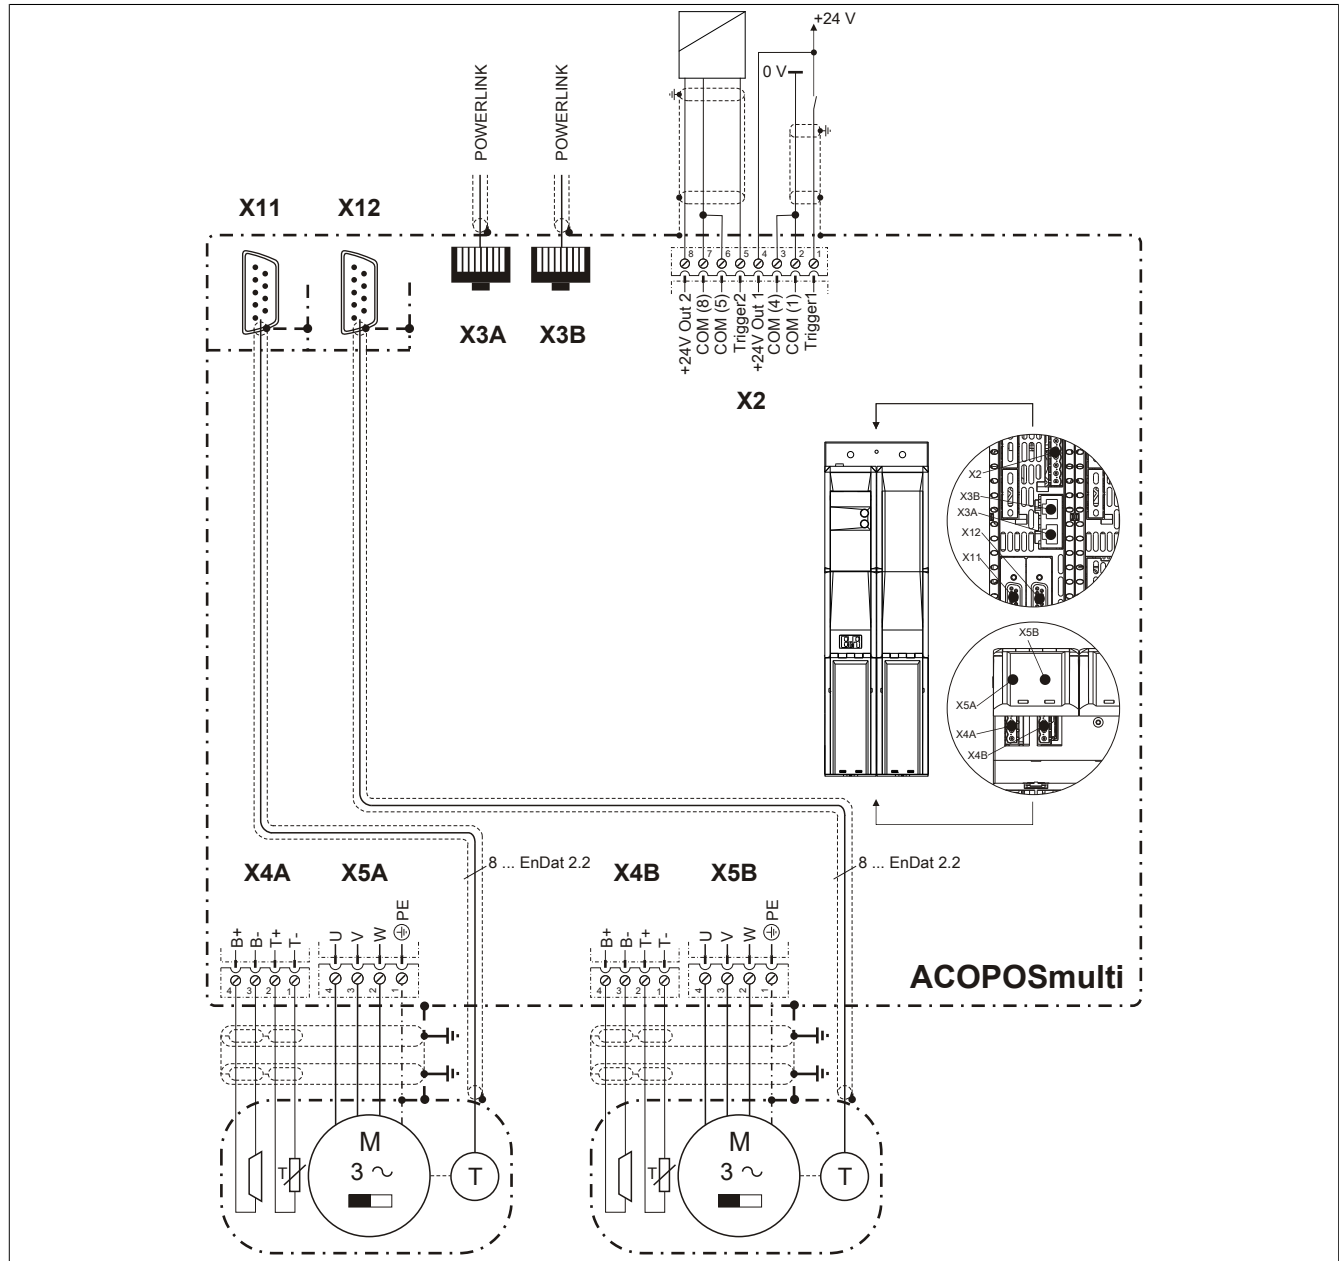 +24 V
0 V
POWERLINK
POWERLINK
X11
X12
8 7 6 5 4 3 2 1
X3A
X3B
+24V Out 2
COM (8)
COM (5)
Trigger2
+24V Out 1
COM (4)
COM (1)
Trigger1
X2
X2
X3B
X3A
X12
X11
X5B
X5A
X4A
X4B
8 ... EnDat 2.2
8 ... EnDat 2.2
X4A
X5A
X4B
X5B
B+
B-
T+
T-
U
V
W
PE
B+
B-
T+
T-
U
V
W
PE
4 3 2 1
4 3 2 1
4 3 2 1
4 3 2 1
ACOPOSmulti
M
3 ~
T
T
M
3 ~
T
T